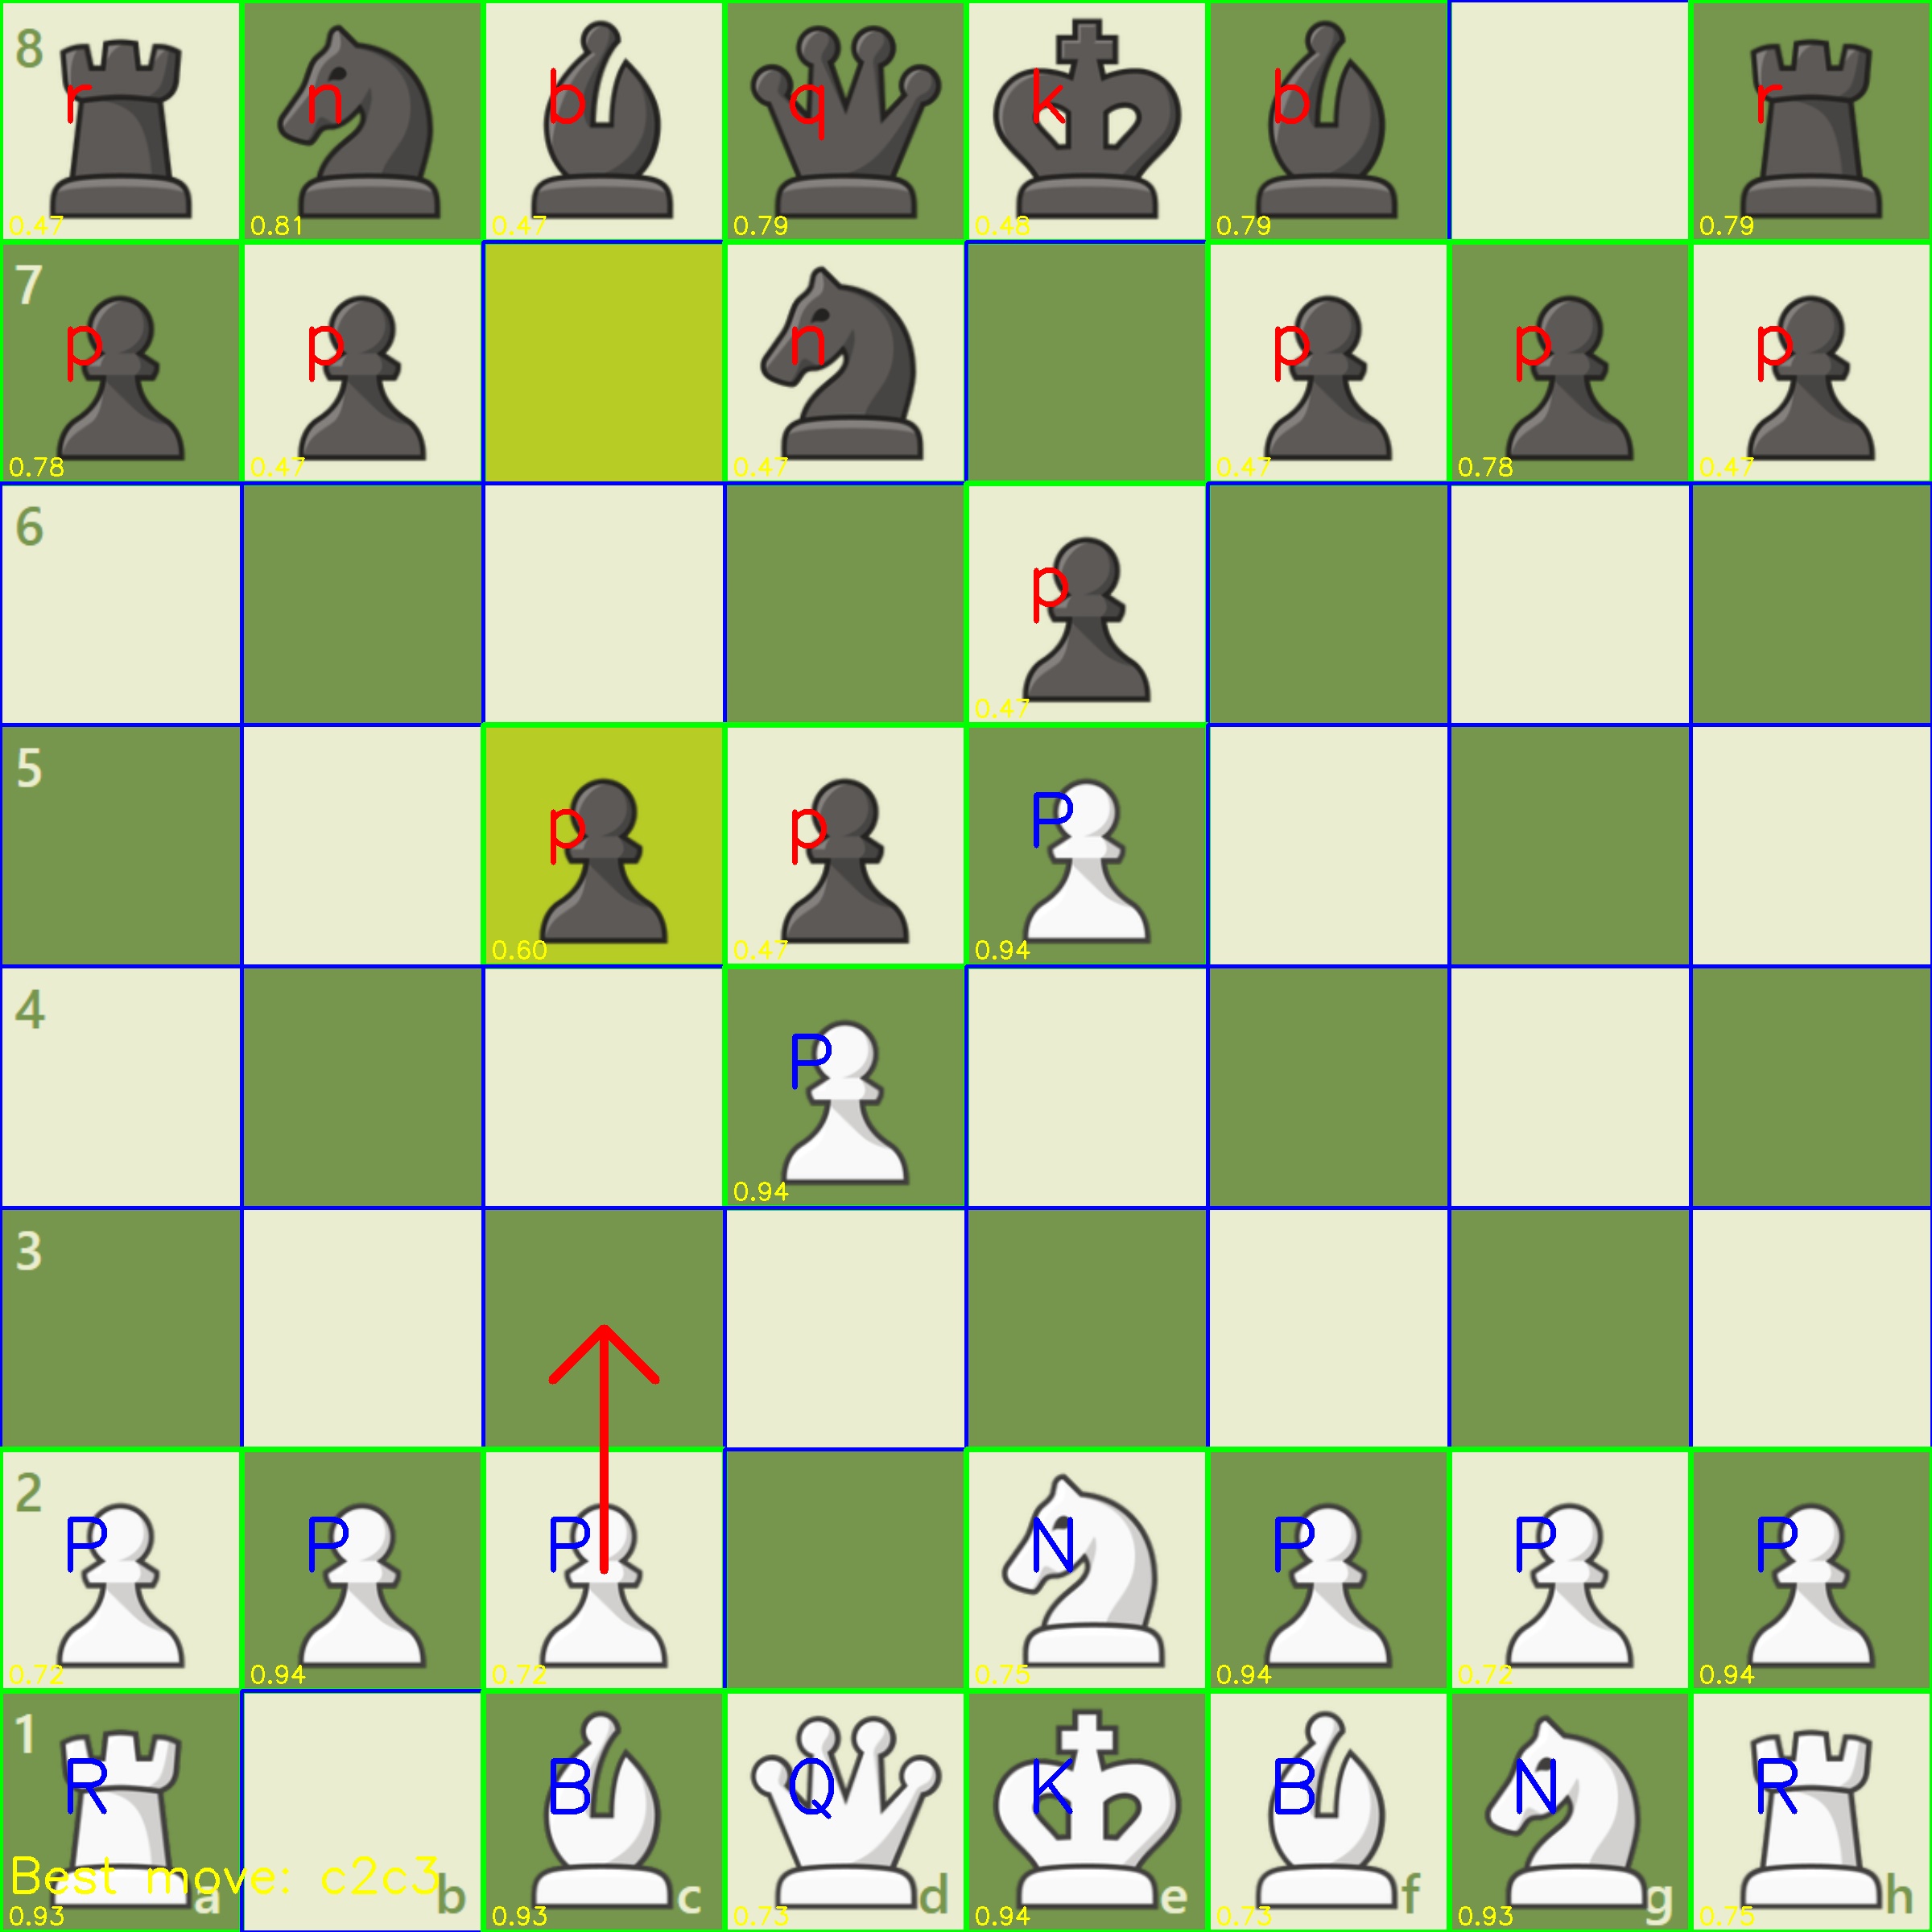 8
r n b q k b r
0.47 0.81 0.47 0.79 0.48 0.79 0.79
7
p p n p p p
0.78 0.47 0.47 0.47 0.78 0.47
6
p
0.47
5
p p P
0.60 0.47 0.94
4
P
0.94
3
2
P P P N P P P
0.72 0.94 0.72 0.75 0.94 0.72 0.94
1
R B Q K B N R
Best move: c2c3
a b c d e f g h
0.93 0.93 0.73 0.94 0.73 0.93 0.75